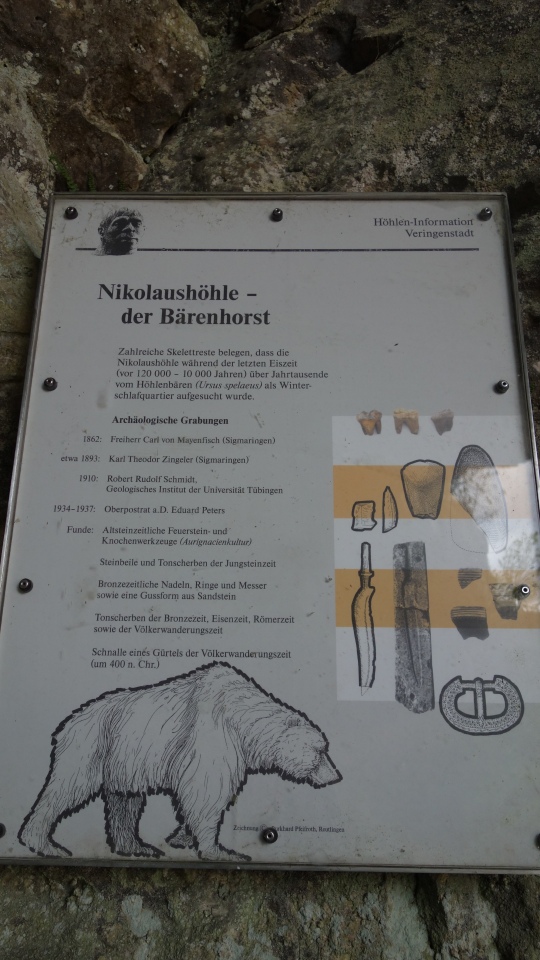 Höhlen-Information
Veringenstadt
Nikolaushöhle –
der Bärenhorst
Zahlreiche Skelettreste belegen, dass die
Nikolaushöhle während der letzten Eiszeit
(vor 120 000 – 10 000 Jahren) über Jahrtausende
vom Höhlenbären (Ursus spelaeus) als Winter-
schlafquartier aufgesucht wurde.
Archäologische Grabungen
1862: Freiherr Carl von Mayenfisch (Sigmaringen)
etwa 1893: Karl Theodor Zingeler (Sigmaringen)
1910: Robert Rudolf Schmidt,
Geologisches Institut der Universität Tübingen
1934–1937: Oberpostrat a.D. Eduard Peters
Funde: Altsteinzeitliche Feuerstein- und
Knochenwerkzeuge (Aurignacienkultur)
Steinbeile und Tonscherben der Jungsteinzeit
Bronzezeitliche Nadeln, Ringe und Messer
sowie eine Gussform aus Sandstein
Tonscherben der Bronzezeit, Eisenzeit, Römerzeit
sowie der Völkerwanderungszeit
Schnalle eines Gürtels der Völkerwanderungszeit
(um 400 n. Chr.)
Zeichnung Pfeilroth, Reutlingen